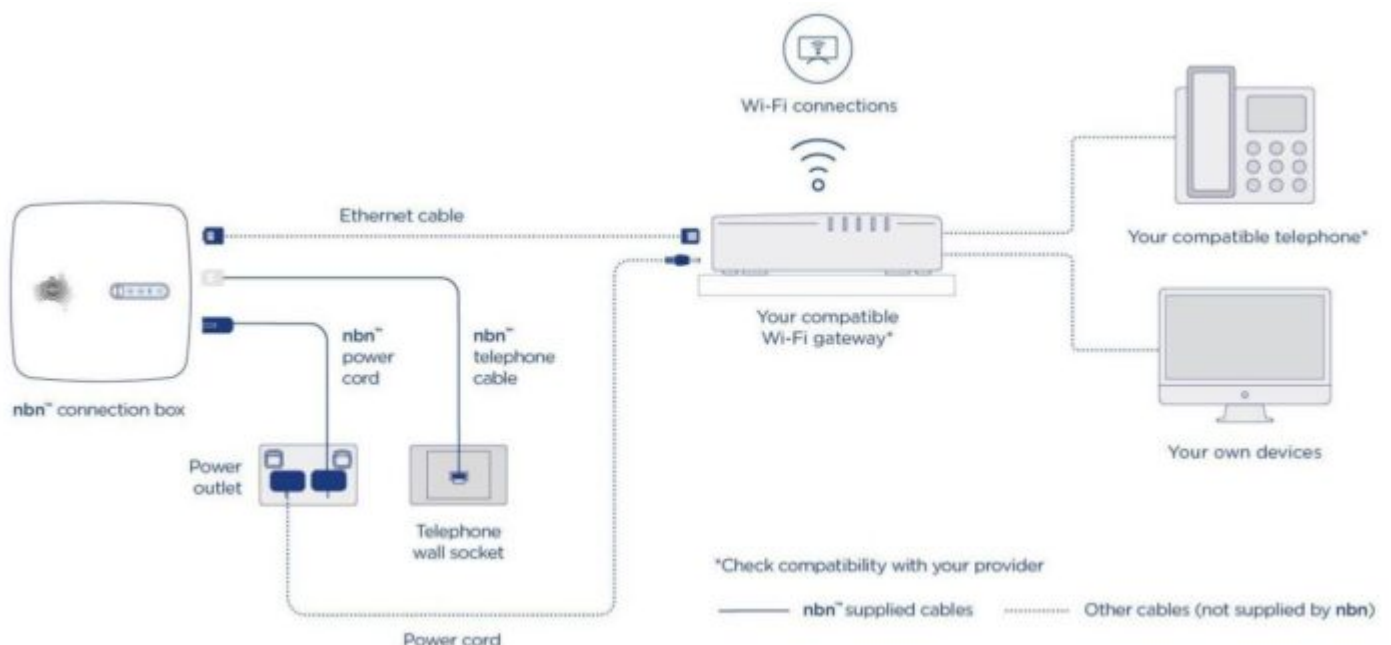 Wi-Fi connections
Ethernet cable
Your compatible telephone*
Your compatible
Wi-Fi gateway*
nbn™
power
cord
nbn™
telephone
cable
nbn™ connection box
Your own devices
Power
outlet
Telephone
wall socket
*Check compatibility with your provider
nbn™ supplied cables
Other cables (not supplied by nbn)
Power cord